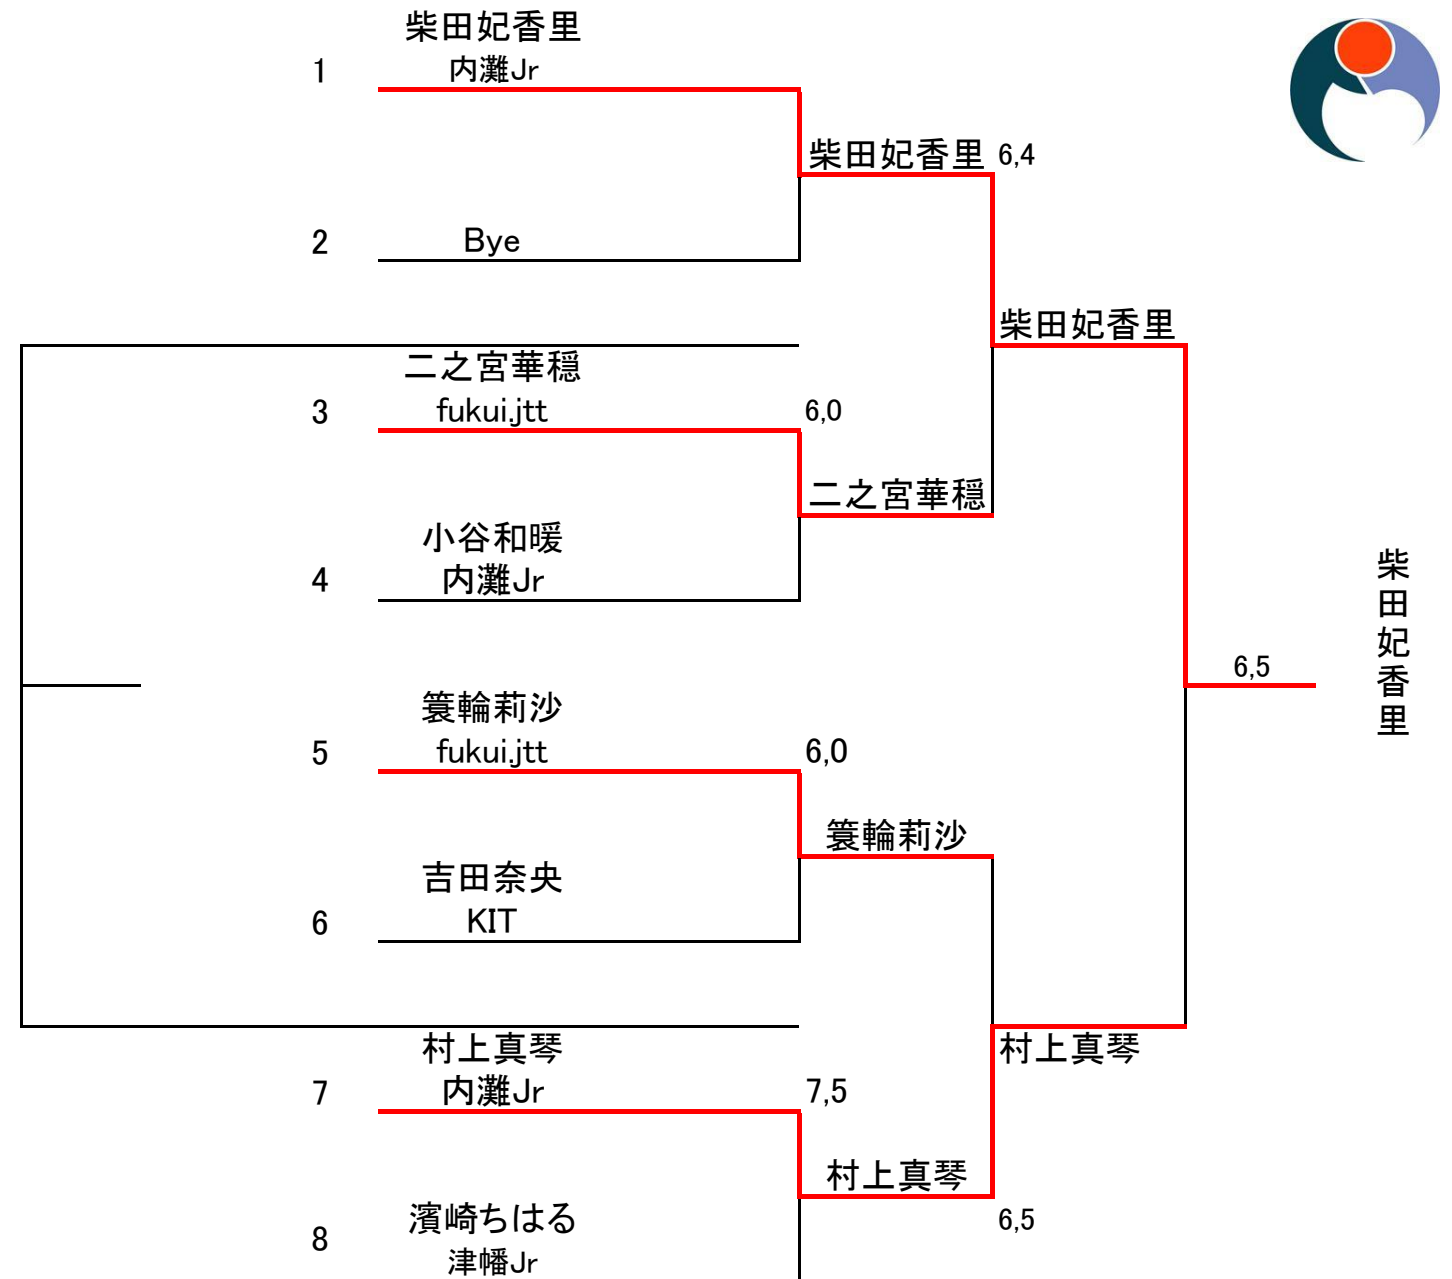 柴田妃香里
1 内灘Jr
柴田妃香里 6,4
2 Bye
柴田妃香里
二之宮華穏
3 fukui.jtt 6,0
二之宮華穏
小谷和暖
4 内灘Jr
柴田妃香里
6,5
簑輪莉沙
5 fukui.jtt 6,0
簑輪莉沙
吉田奈央
6 KIT
村上真琴
村上真琴
7 内灘Jr 7,5
村上真琴
6,5
濱崎ちはる
8 津幡Jr